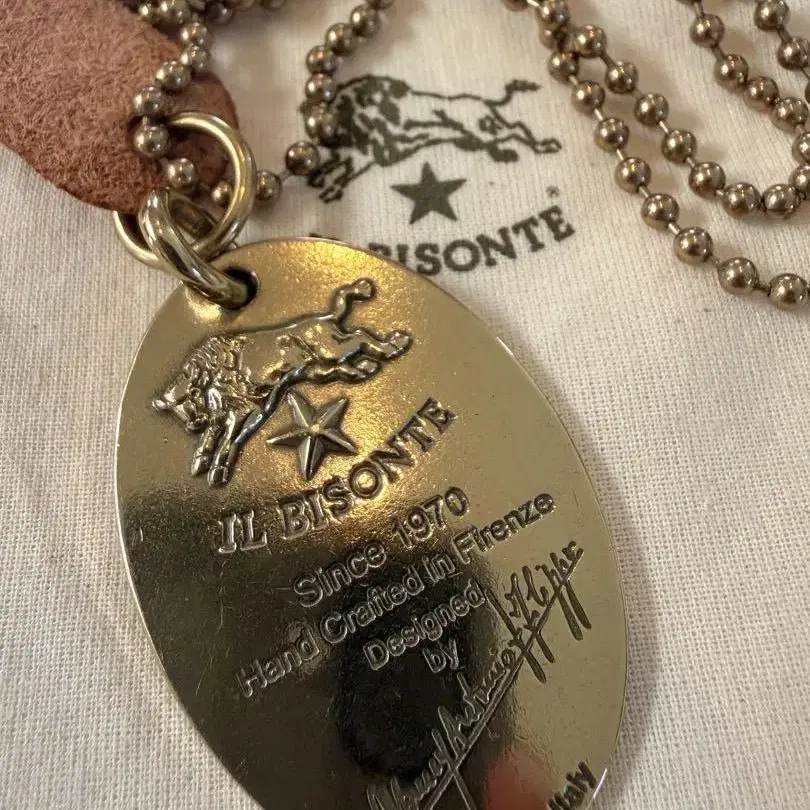 BISONTE
®
IL BISONTE
Since 1970
Hand Crafted in Firenze
Designed
by
Italy